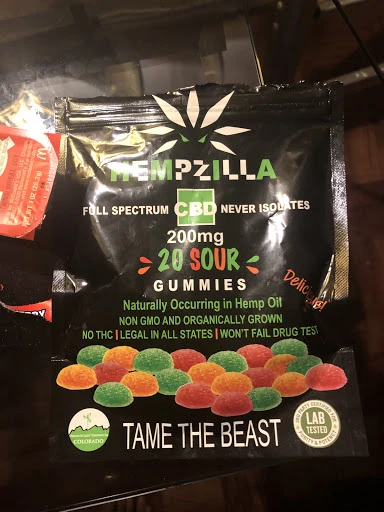 HEMPZILLA
FULL SPECTRUM CBD NEVER ISOLATES
200mg
20 SOUR
GUMMIES
Delicious!
Naturally Occurring in Hemp Oil
NON GMO AND ORGANICALLY GROWN
NO THC | LEGAL IN ALL STATES | WON'T FAIL DRUG TEST
COLORADO
TAME THE BEAST
LAB
TESTED